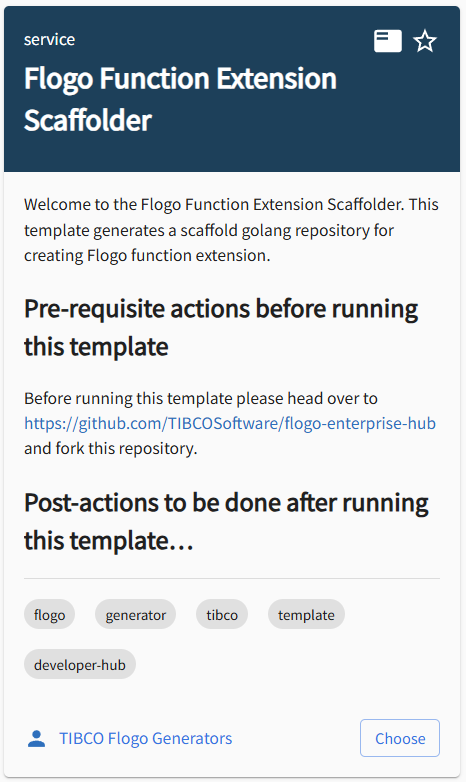 service
Flogo Function Extension
Scaffolder
Welcome to the Flogo Function Extension Scaffolder. This
template generates a scaffold golang repository for
creating Flogo function extension.
Pre-requisite actions before running
this template
Before running this template please head over to
https://github.com/TIBCOSoftware/flogo-enterprise-hub
and fork this repository.
Post-actions to be done after running
this template…
flogo generator tibco template
developer-hub
TIBCO Flogo Generators Choose